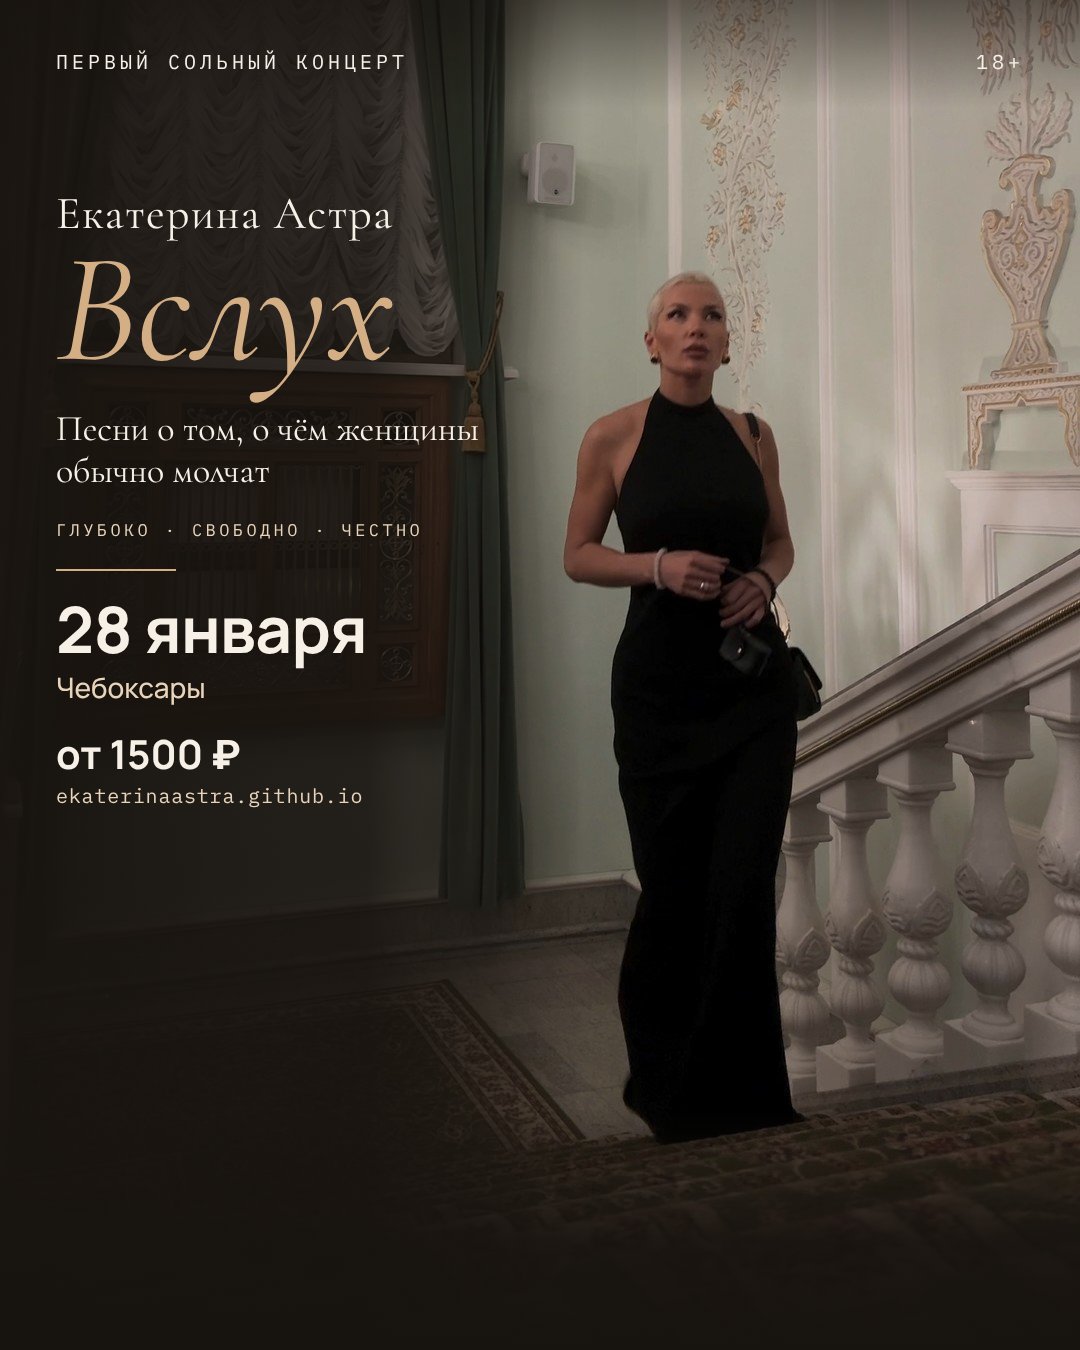 ПЕРВЫЙ СОЛЬНЫЙ КОНЦЕРТ
18+
Екатерина Астра
Вслух
Песни о том, о чём женщины
обычно молчат
ГЛУБОКО · СВОБОДНО · ЧЕСТНО
28 января
Чебоксары
от 1500 ₽
ekaterinaastra.github.io